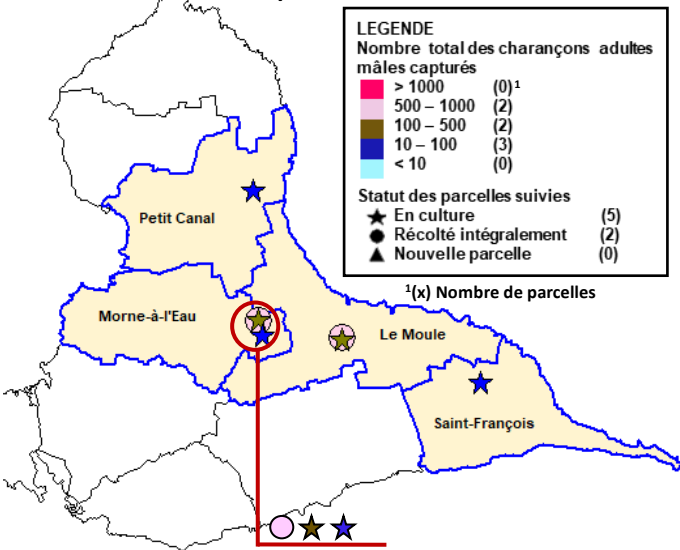 LEGENDE
Nombre total des charançons adultes
mâles capturés
> 1000 (0)¹
500 – 1000 (2)
100 – 500 (2)
10 – 100 (3)
< 10 (0)
Statut des parcelles suivies
En culture (5)
Récolté intégralement (2)
Nouvelle parcelle (0)
¹(x) Nombre de parcelles
Petit Canal
Morne-à-l'Eau
Le Moule
Saint-François